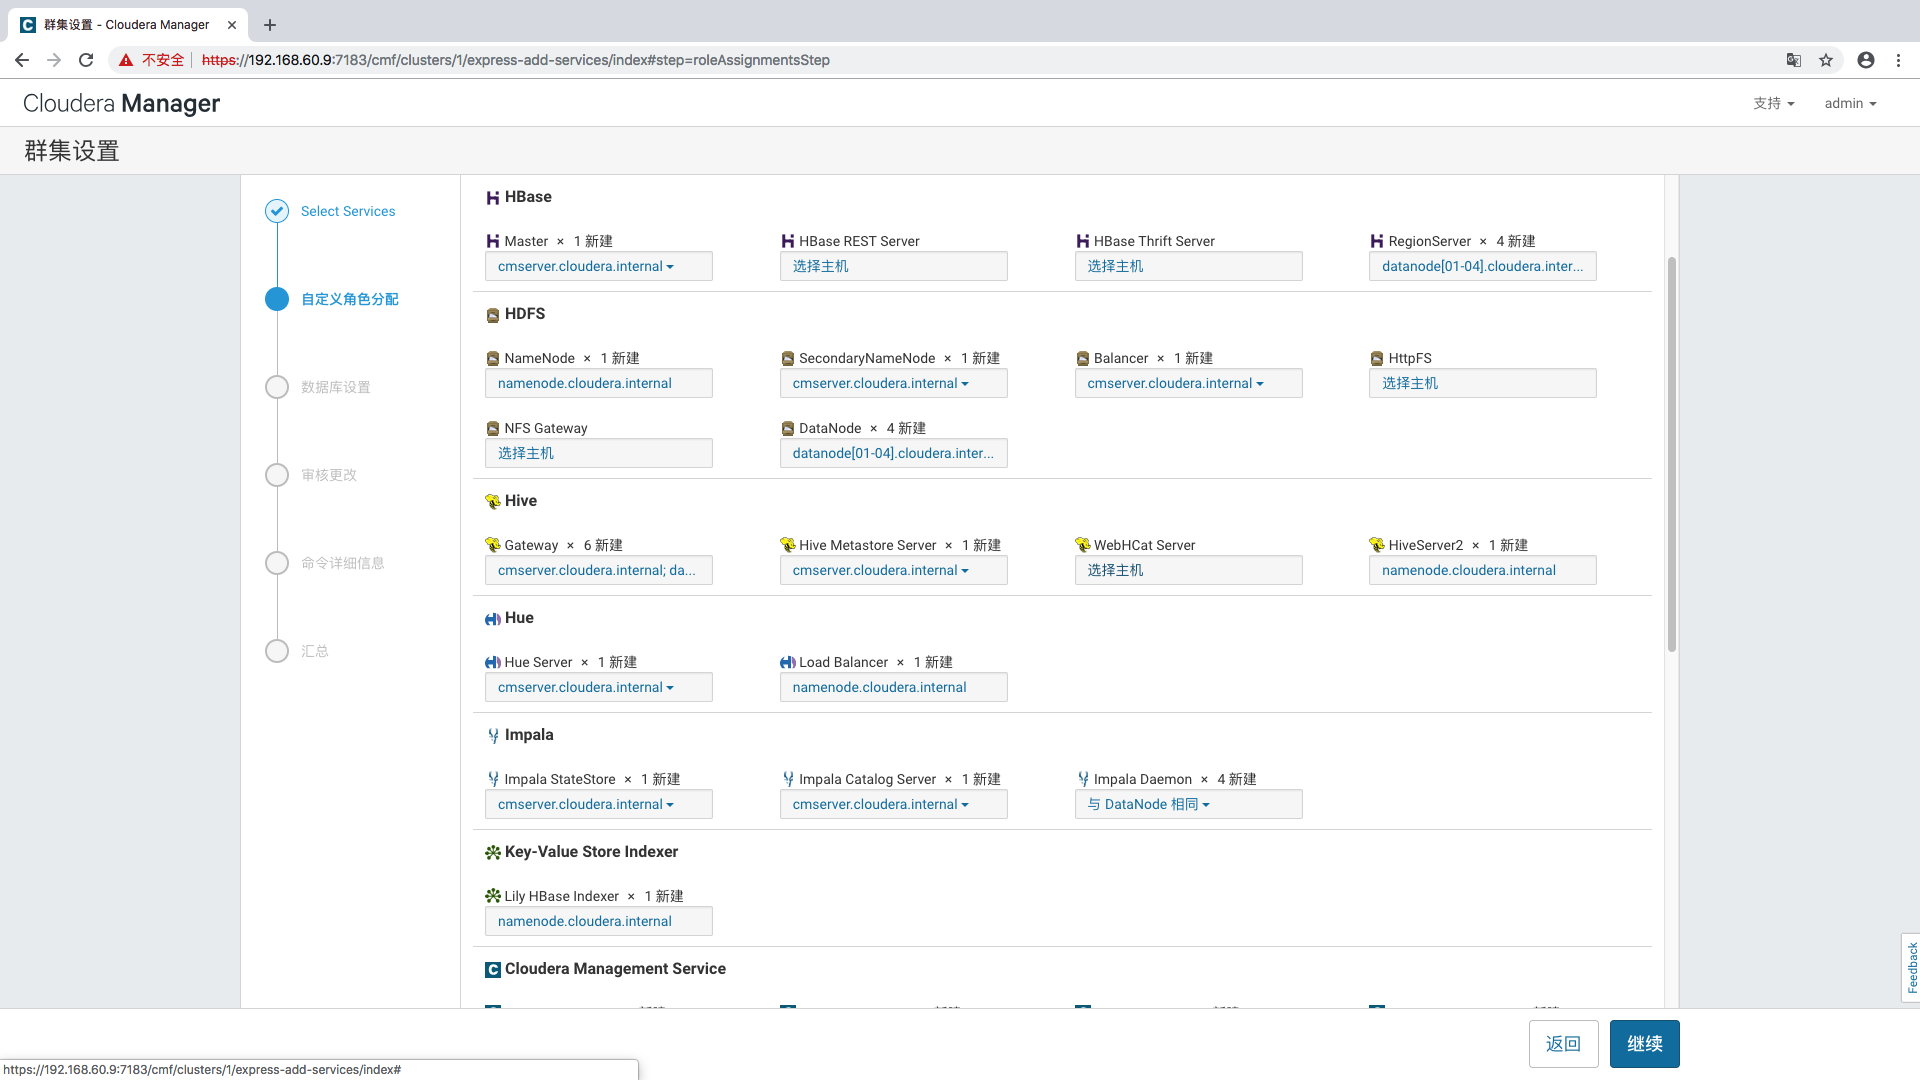 群集设置 - Cloudera Manager
不安全 https://192.168.60.9:7183/cmf/clusters/1/express-add-services/index#step=roleAssignmentsStep
Cloudera Manager 支持 admin
群集设置
Select Services
自定义角色分配
数据库设置
审核更改
命令详细信息
汇总
HBase
Master × 1 新建 HBase REST Server HBase Thrift Server RegionServer × 4 新建
cmserver.cloudera.internal 选择主机 选择主机 datanode[01-04].cloudera.inter...
HDFS
NameNode × 1 新建 SecondaryNameNode × 1 新建 Balancer × 1 新建 HttpFS
namenode.cloudera.internal cmserver.cloudera.internal cmserver.cloudera.internal 选择主机
NFS Gateway DataNode × 4 新建
选择主机 datanode[01-04].cloudera.inter...
Hive
Gateway × 6 新建 Hive Metastore Server × 1 新建 WebHCat Server HiveServer2 × 1 新建
cmserver.cloudera.internal; da... cmserver.cloudera.internal 选择主机 namenode.cloudera.internal
Hue
Hue Server × 1 新建 Load Balancer × 1 新建
cmserver.cloudera.internal namenode.cloudera.internal
Impala
Impala StateStore × 1 新建 Impala Catalog Server × 1 新建 Impala Daemon × 4 新建
cmserver.cloudera.internal cmserver.cloudera.internal 与 DataNode 相同
Key-Value Store Indexer
Lily HBase Indexer × 1 新建
namenode.cloudera.internal
Cloudera Management Service
Feedback
返回 继续
https://192.168.60.9:7183/cmf/clusters/1/express-add-services/index#